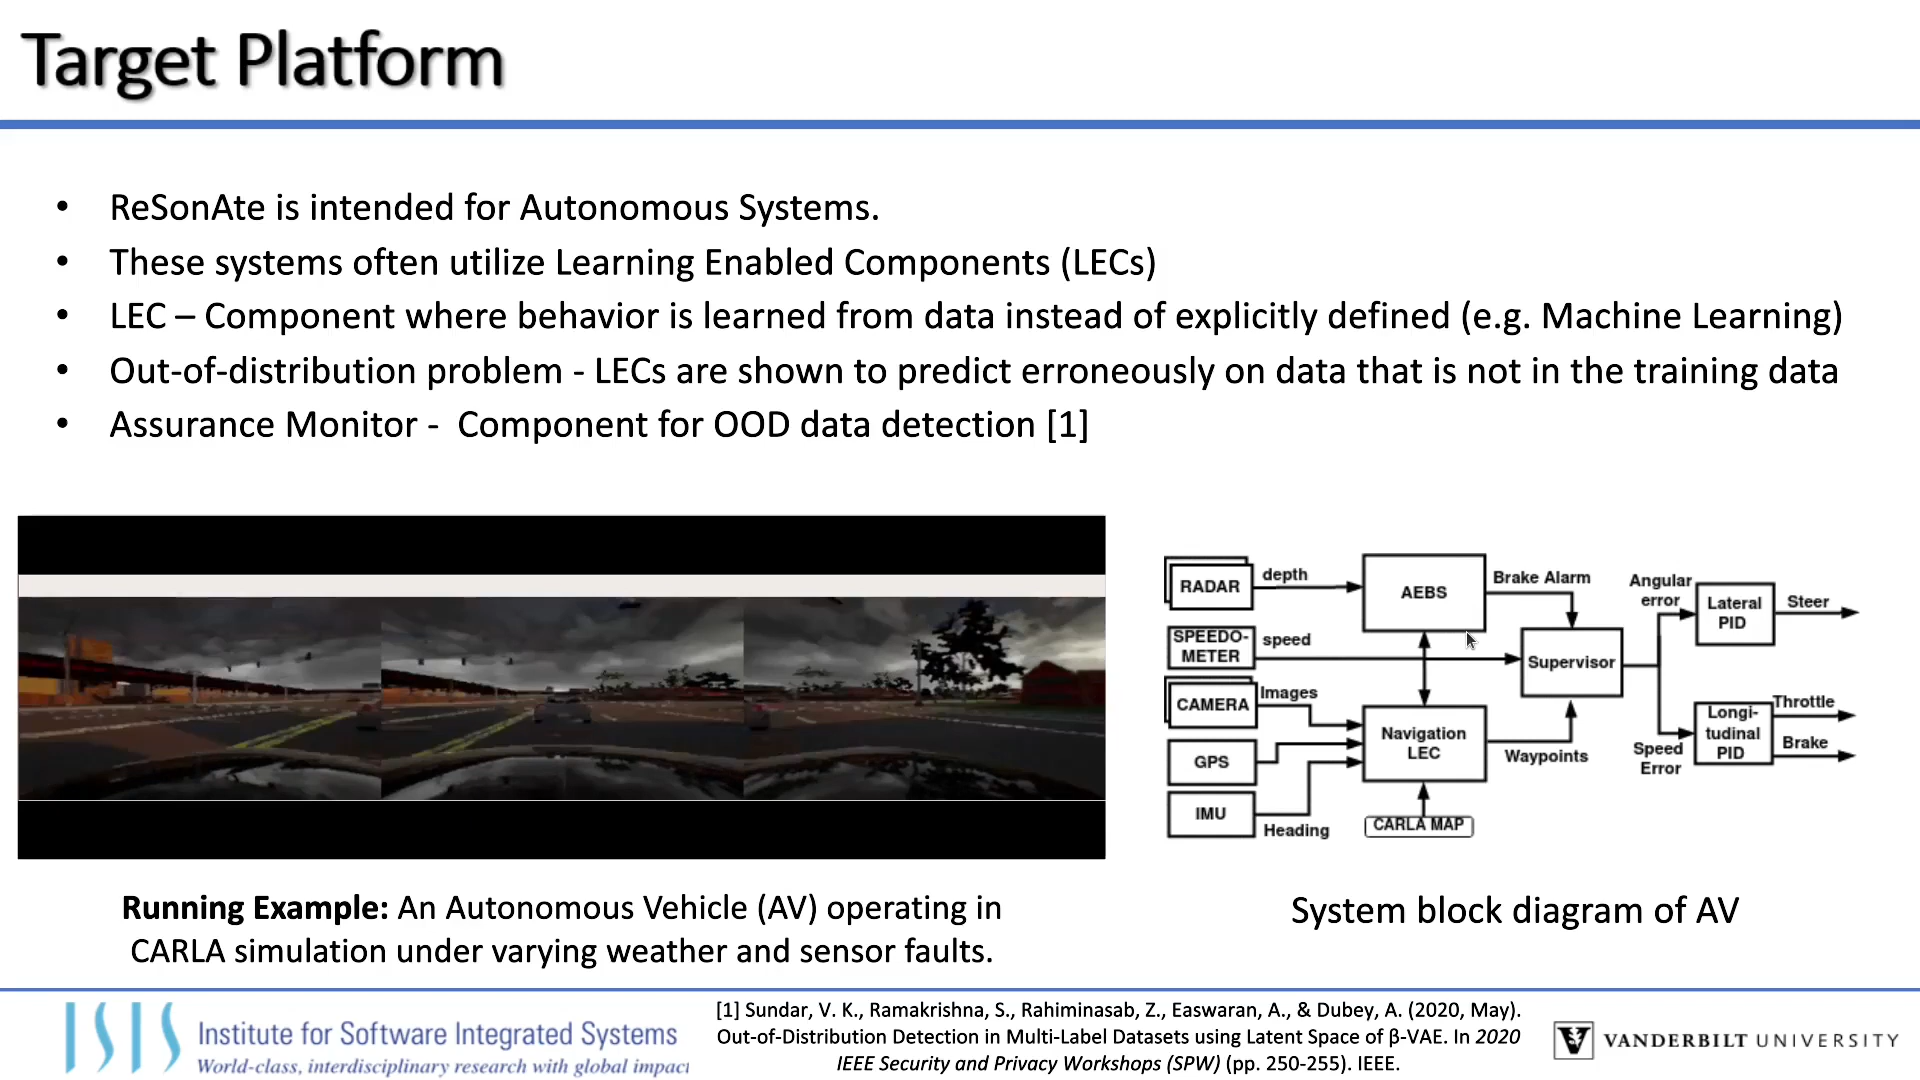 Target Platform
• ReSonAte is intended for Autonomous Systems.
• These systems often utilize Learning Enabled Components (LECs)
• LEC – Component where behavior is learned from data instead of explicitly defined (e.g. Machine Learning)
• Out-of-distribution problem - LECs are shown to predict erroneously on data that is not in the training data
• Assurance Monitor - Component for OOD data detection [1]
RADAR
depth
AEBS
Brake Alarm
Angular
error
Lateral
PID
Steer
SPEEDO-
METER
speed
Supervisor
CAMERA
Images
Navigation
LEC
Waypoints
GPS
IMU
Heading
CARLA MAP
Speed
Error
Longi-
tudinal
PID
Throttle
Brake
Running Example: An Autonomous Vehicle (AV) operating in
CARLA simulation under varying weather and sensor faults.
System block diagram of AV
ISIS
Institute for Software Integrated Systems
World-class, interdisciplinary research with global impact
[1] Sundar, V. K., Ramakrishna, S., Rahiminasab, Z., Easwaran, A., & Dubey, A. (2020, May).
Out-of-Distribution Detection in Multi-Label Datasets using Latent Space of β-VAE. In 2020
IEEE Security and Privacy Workshops (SPW) (pp. 250-255). IEEE.
V
VANDERBILT UNIVERSITY